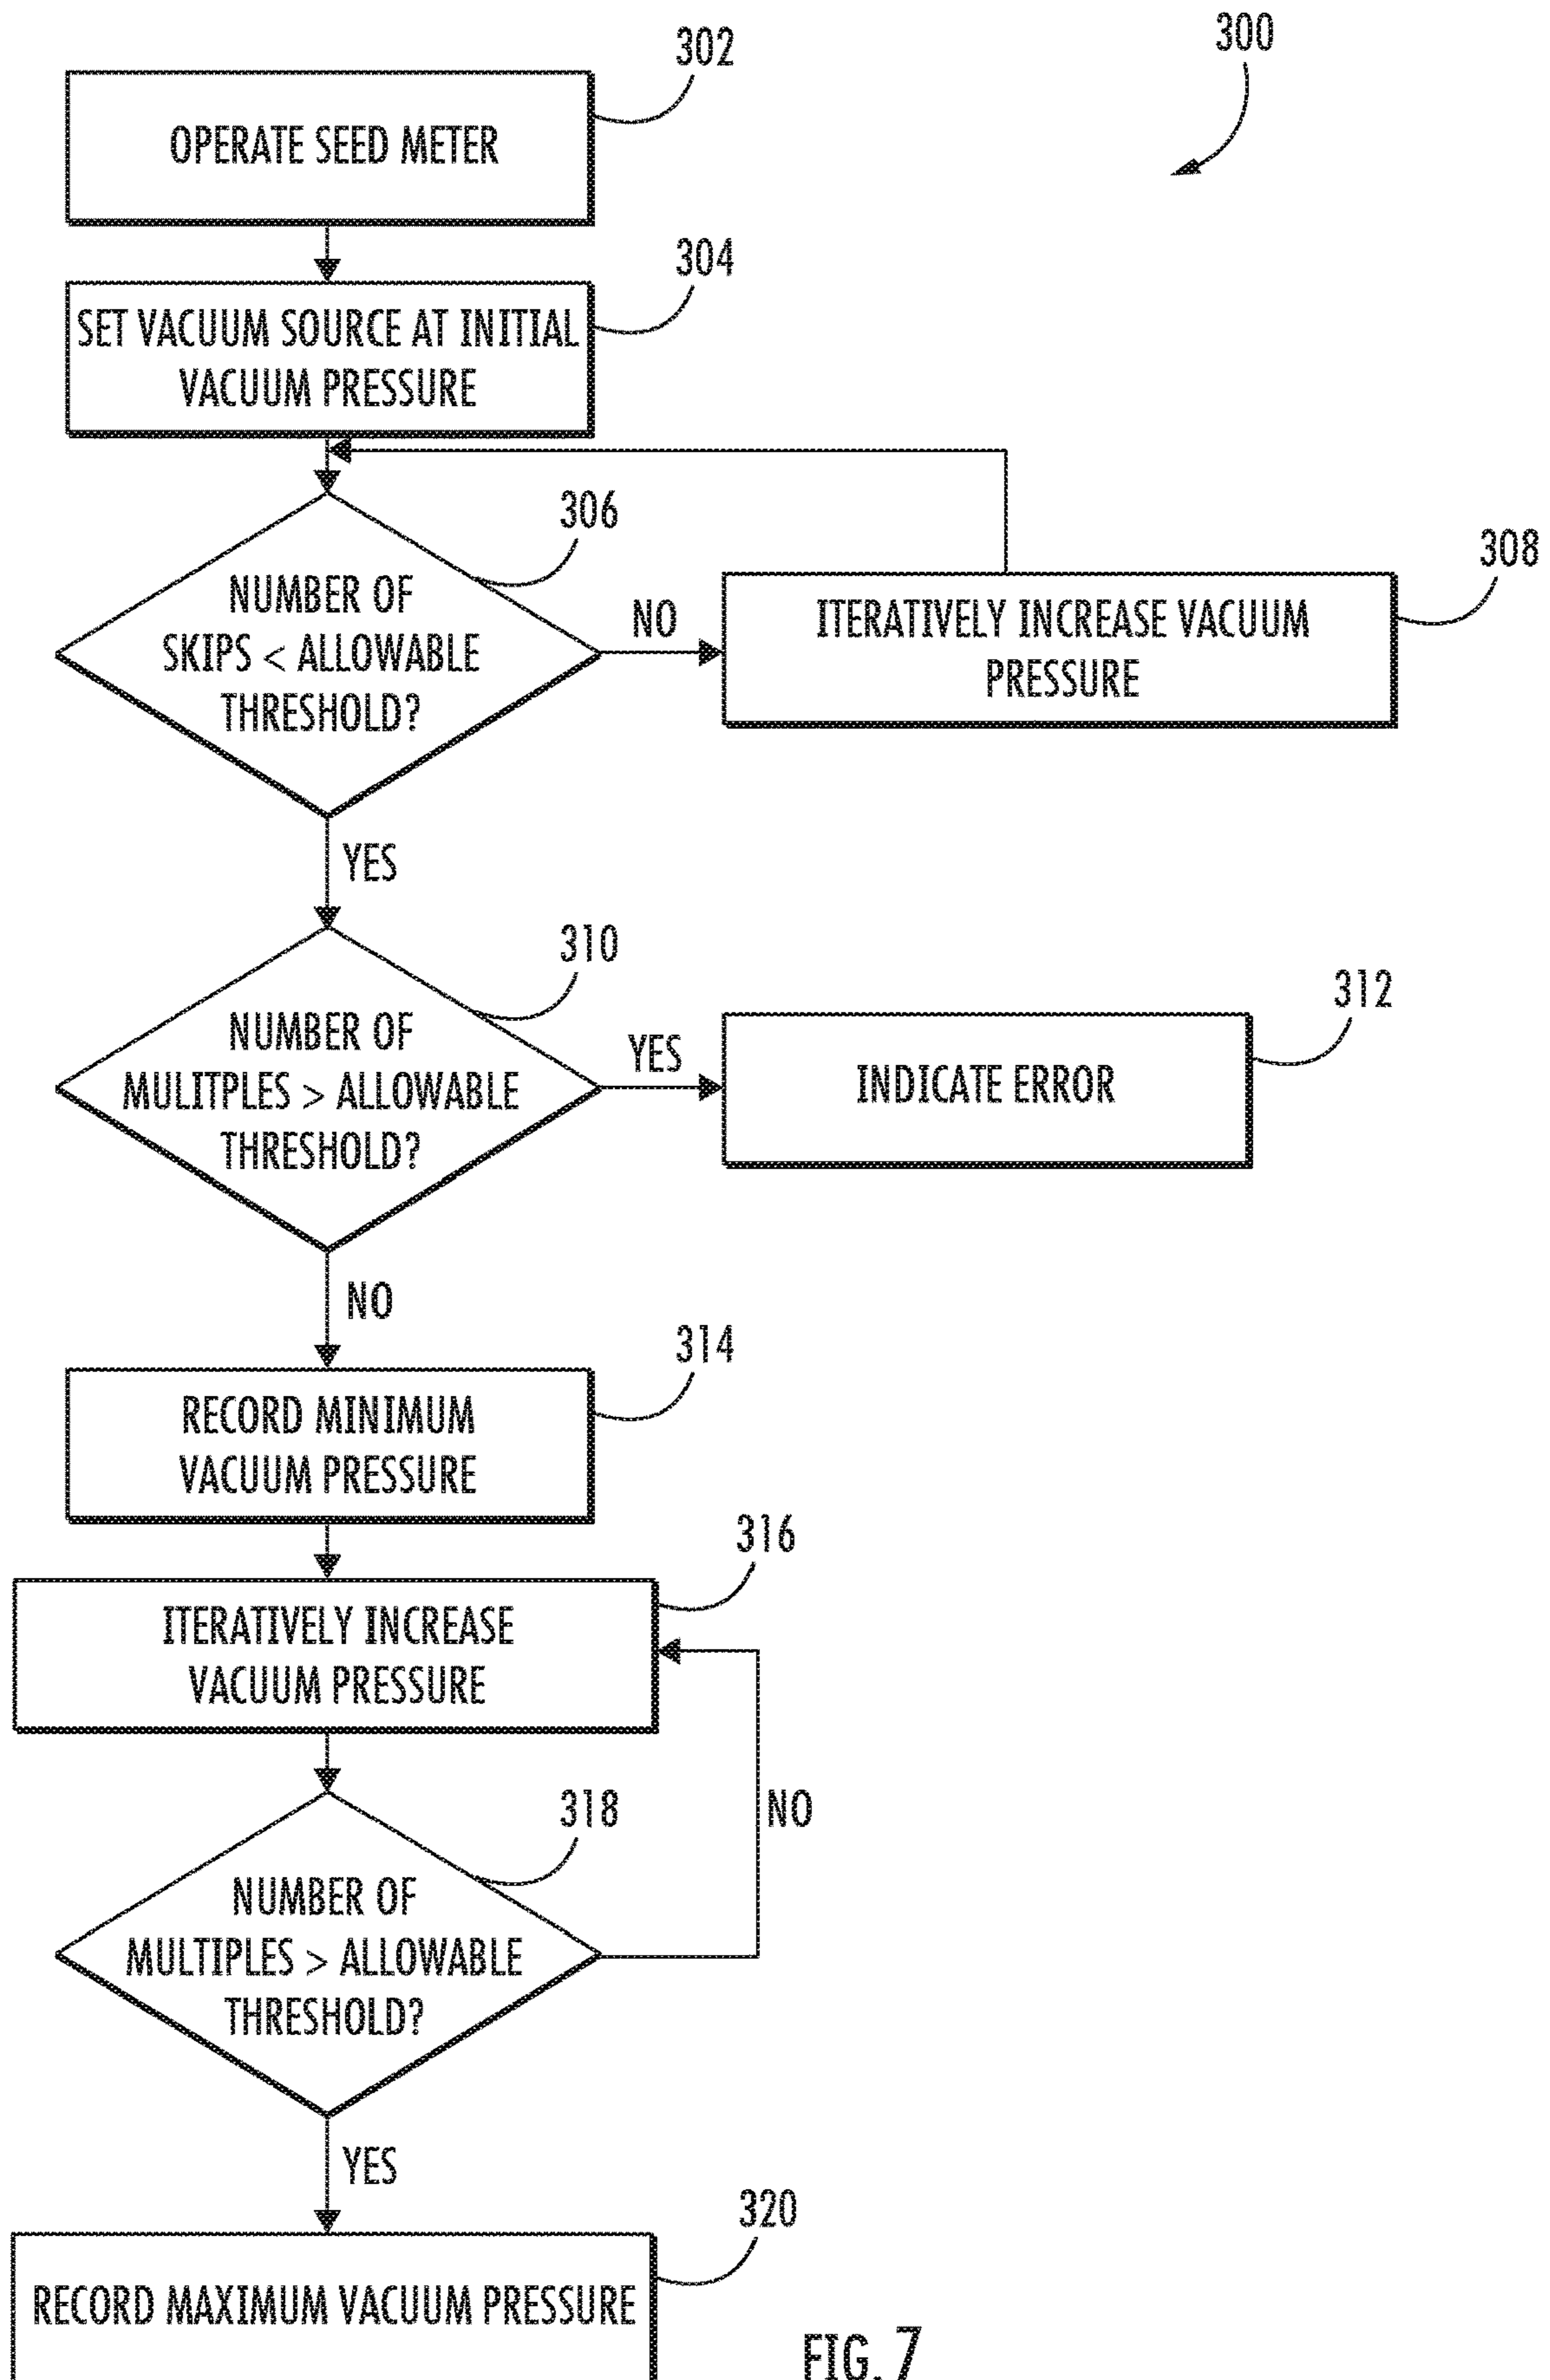 300
302
OPERATE SEED METER
304
SET VACUUM SOURCE AT INITIAL
VACUUM PRESSURE
306
NUMBER OF
SKIPS < ALLOWABLE
THRESHOLD?
NO
308
ITERATIVELY INCREASE VACUUM
PRESSURE
YES
310
NUMBER OF
MULITPLES > ALLOWABLE
THRESHOLD?
YES
312
INDICATE ERROR
NO
314
RECORD MINIMUM
VACUUM PRESSURE
316
ITERATIVELY INCREASE
VACUUM PRESSURE
318
NUMBER OF
MULTIPLES > ALLOWABLE
THRESHOLD?
NO
YES
320
RECORD MAXIMUM VACUUM PRESSURE
FIG. 7